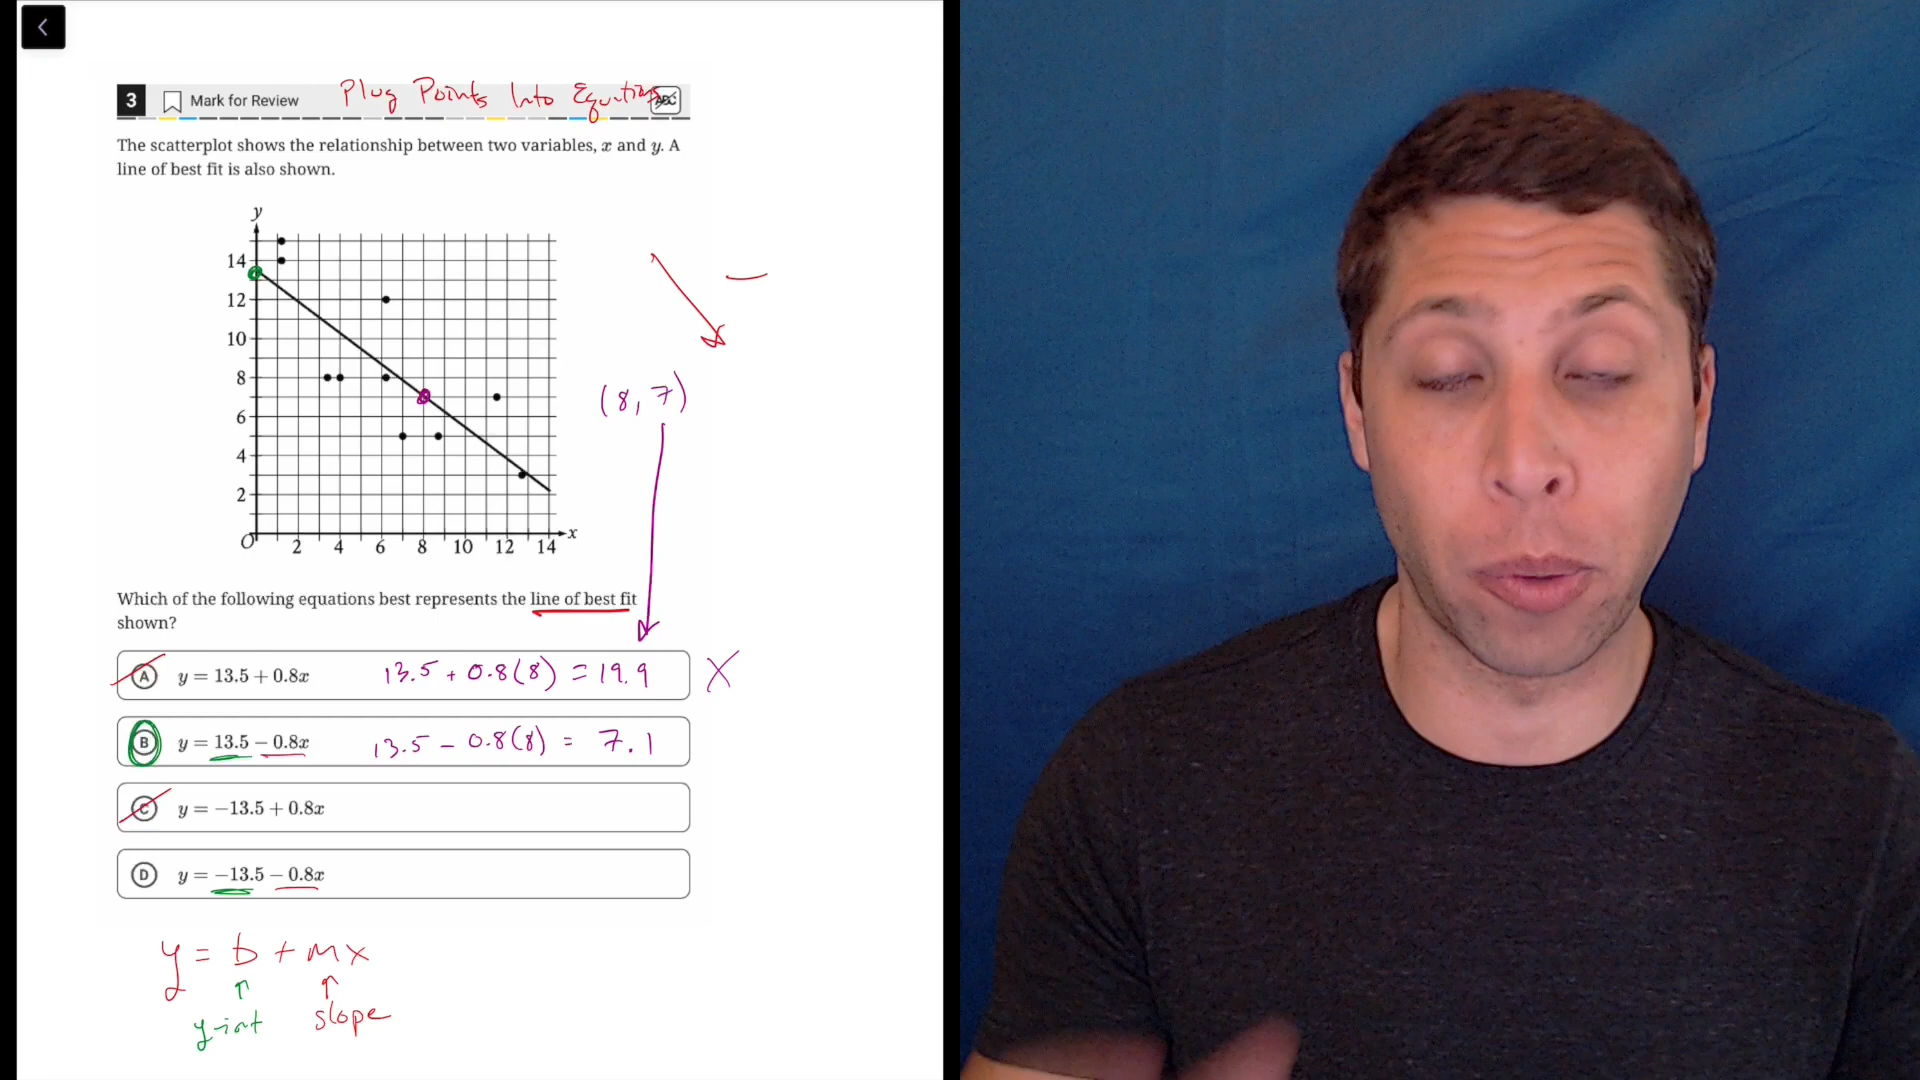 3 Mark for Review Plug Points Into Equations ABC
The scatterplot shows the relationship between two variables, x and y. A
line of best fit is also shown.
y
14
12
10
8
6
4
2
O 2 4 6 8 10 12 14 x
(8, 7)
Which of the following equations best represents the line of best fit
shown?
A y = 13.5 + 0.8x 13.5 + 0.8(8) = 19.9 X
B y = 13.5 − 0.8x 13.5 - 0.8(8) = 7.1
C y = −13.5 + 0.8x
D y = −13.5 − 0.8x
y = b + mx
y-int slope